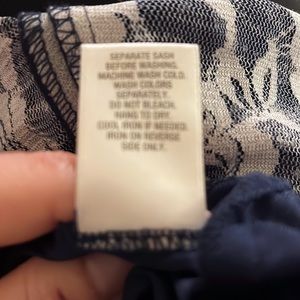 SEPARATE SASH
BEFORE WASHING.
MACHINE WASH COLD.
WASH COLORS
SEPARATELY.
DO NOT BLEACH.
HANG TO DRY.
COOL IRON IF NEEDED.
IRON ON REVERSE
SIDE ONLY.